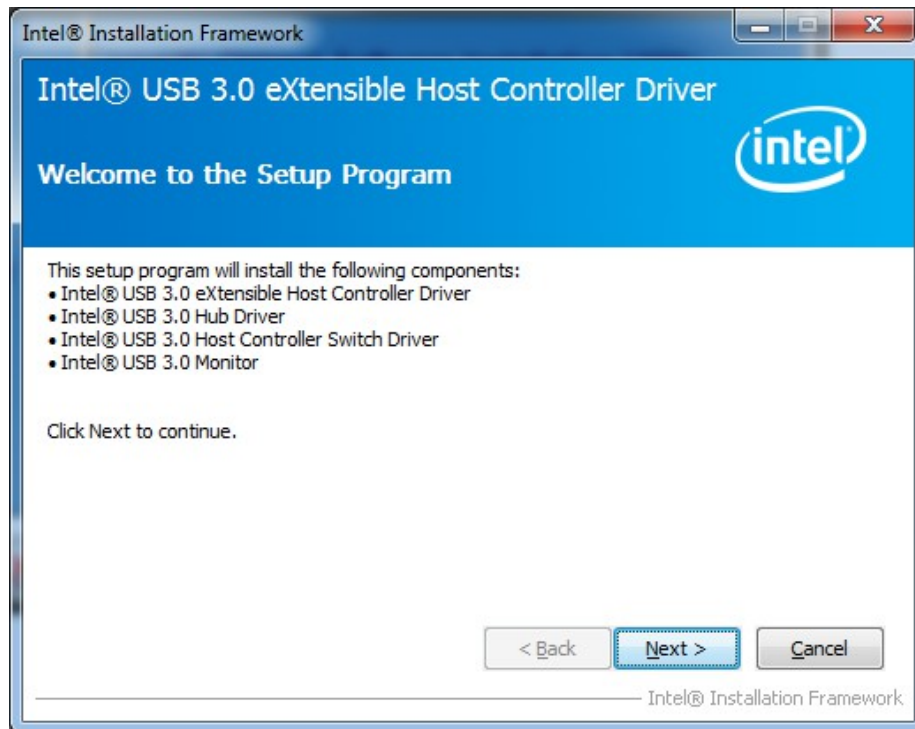 Intel® Installation Framework
Intel® USB 3.0 eXtensible Host Controller Driver
intel
Welcome to the Setup Program
This setup program will install the following components:
• Intel® USB 3.0 eXtensible Host Controller Driver
• Intel® USB 3.0 Hub Driver
• Intel® USB 3.0 Host Controller Switch Driver
• Intel® USB 3.0 Monitor
Click Next to continue.
< Back Next > Cancel
Intel® Installation Framework